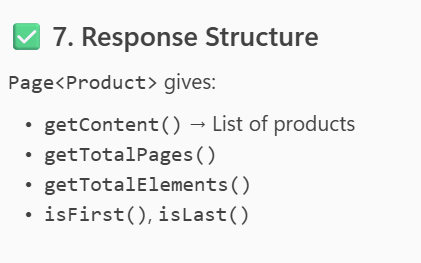 ✅ 7. Response Structure
Page<Product> gives:
• getContent() → List of products
• getTotalPages()
• getTotalElements()
• isFirst(), isLast()